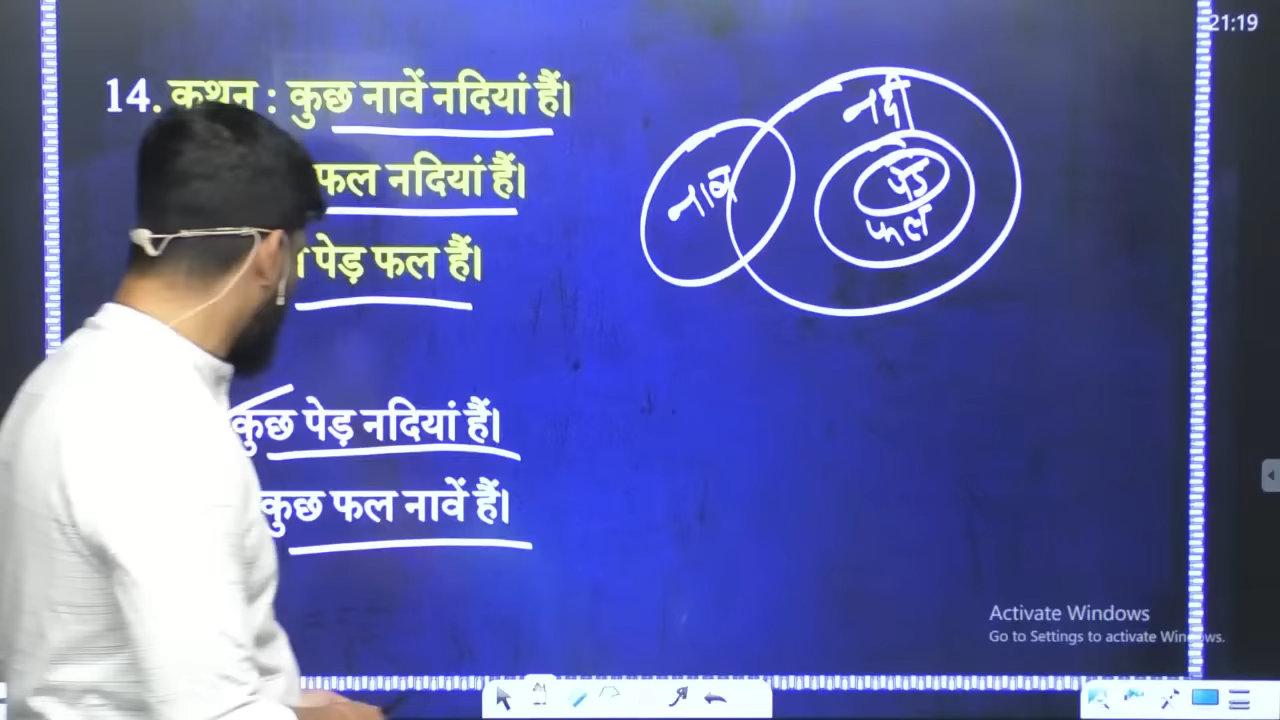 21:19
14. कथन : कुछ नावें नदियां हैं।
फल नदियां हैं।
पेड़ फल हैं।
कुछ पेड़ नदियां हैं।
कुछ फल नावें हैं।
नाव
नदी
पेड़
फल
Activate Windows
Go to Settings to activate Windows.